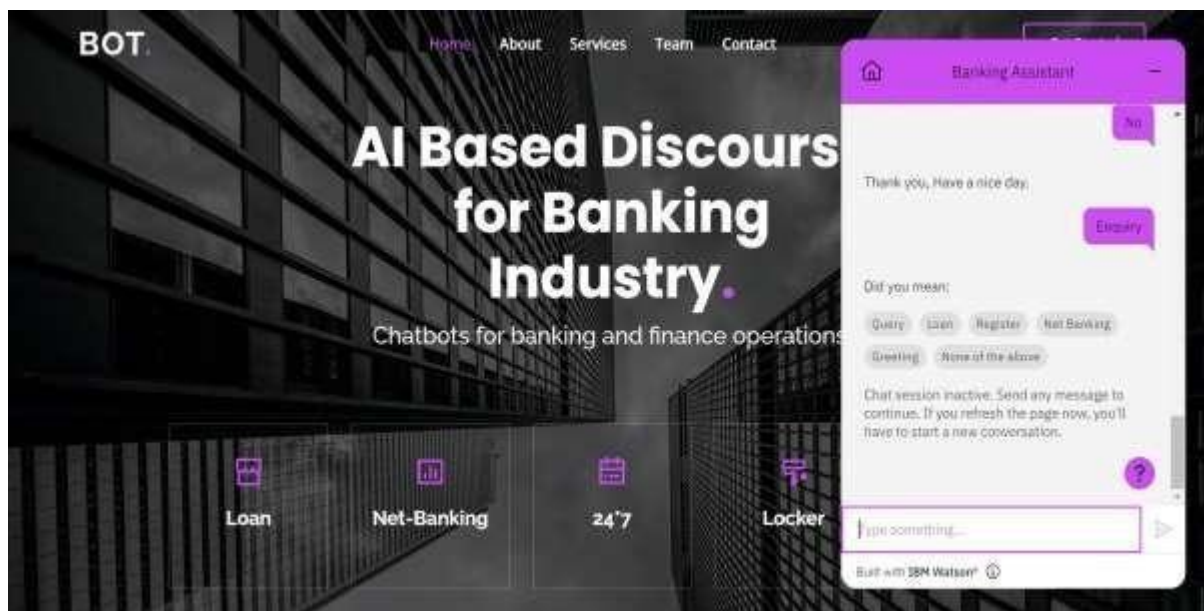 BOT.
Home About Services Team Contact
AI Based Discours
for Banking
Industry.
Chatbots for banking and finance operations
Loan
Net-Banking
24*7
Locker
Banking Assistant
No
Thank you, Have a nice day.
Enquiry
Did you mean:
Query Loan Register Net Banking
Greeting None of the above
Chat session inactive. Send any message to
continue. If you refresh the page now, you'll
have to start a new conversation.
?
Type something...
Built with IBM Watson®